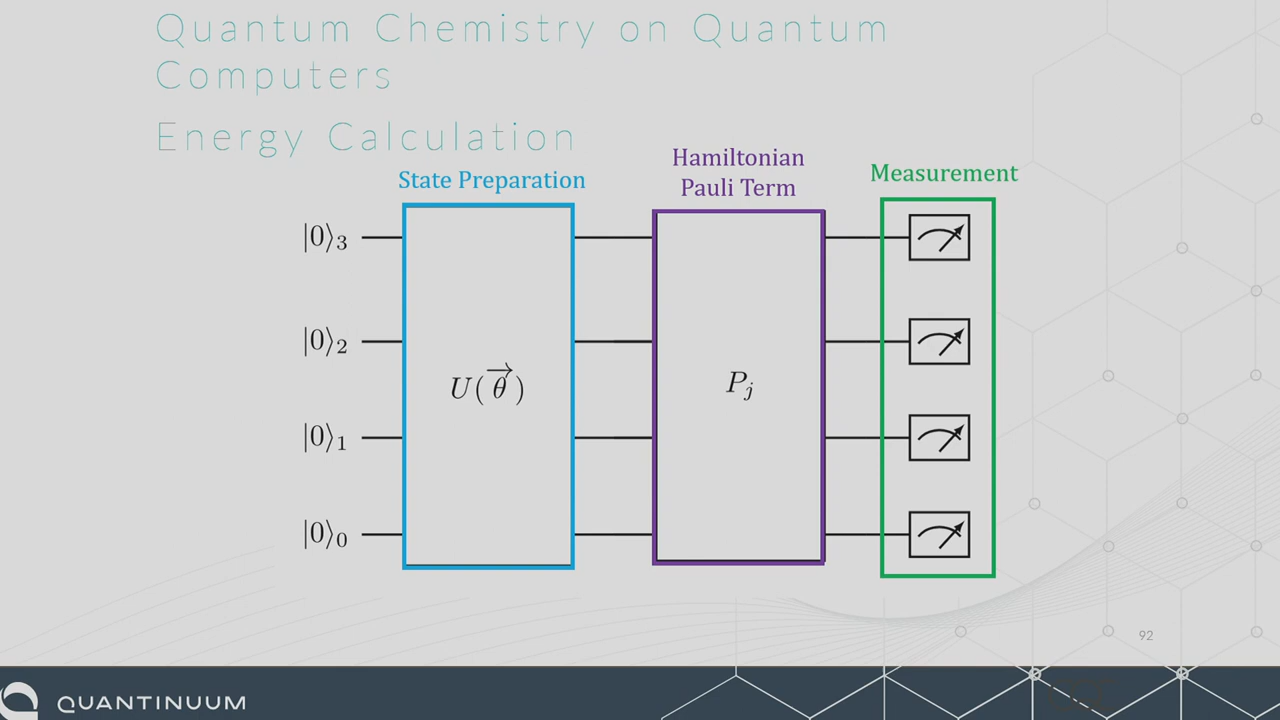 Quantum Chemistry on Quantum
Computers
Energy Calculation
State Preparation
Hamiltonian
Pauli Term
Measurement
|0⟩₃
|0⟩₂
|0⟩₁
|0⟩₀
U(θ⃗)
Pⱼ
92
QUANTINUUM